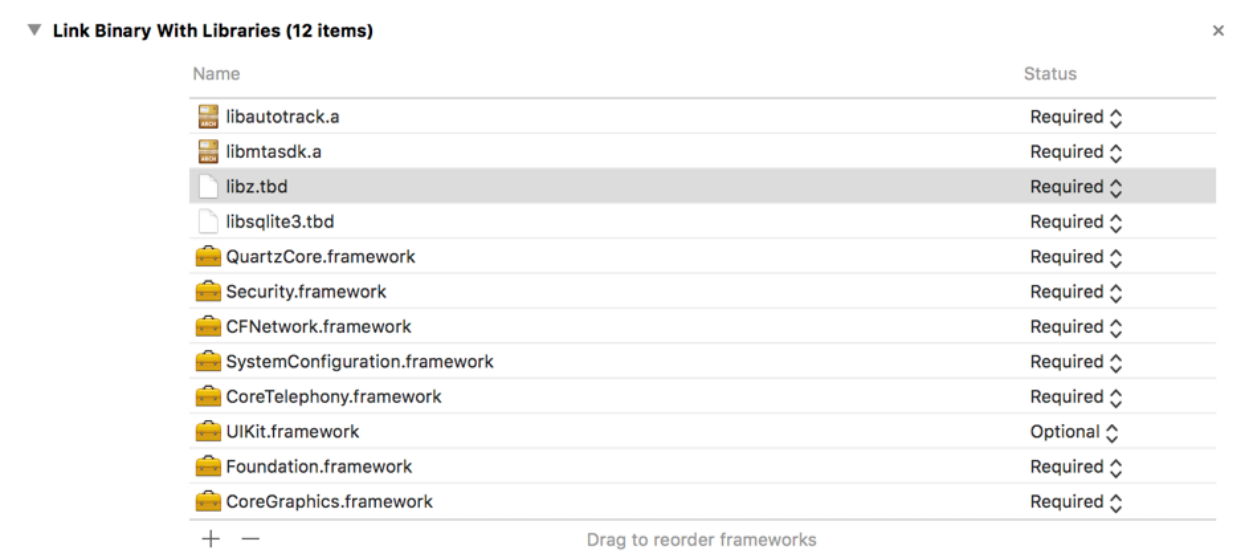 Link Binary With Libraries (12 items)
Name Status
libautotrack.a Required
libmtasdk.a Required
libz.tbd Required
libsqlite3.tbd Required
QuartzCore.framework Required
Security.framework Required
CFNetwork.framework Required
SystemConfiguration.framework Required
CoreTelephony.framework Required
UIKit.framework Optional
Foundation.framework Required
CoreGraphics.framework Required
Drag to reorder frameworks